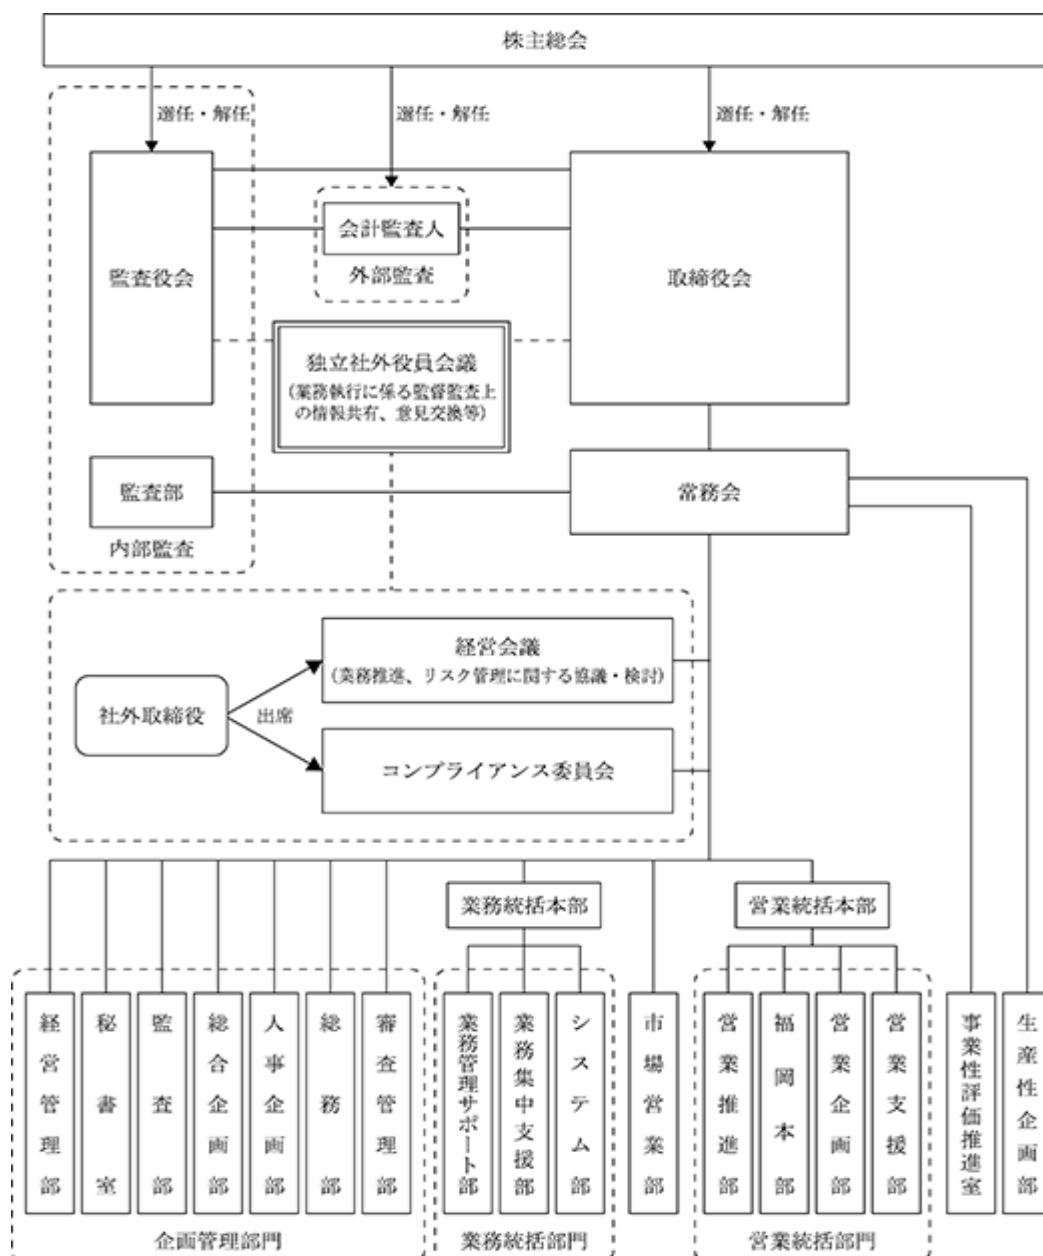 株主総会
選任・解任
選任・解任
選任・解任
監査役会
会計監査人
外部監査
取締役会
独立社外役員会議
(業務執行に係る監督監査上
の情報共有、意見交換等)
監査部
内部監査
常務会
経営会議
(業務推進、リスク管理に関する協議・検討)
社外取締役
出席
コンプライアンス委員会
業務統括本部
営業統括本部
経営管理部
秘書室
監査部
総合企画部
人事企画部
総務部
審査管理部
業務管理サポート部
業務集中支援部
システム部
市場営業部
営業推進部
福岡本部
営業企画部
営業支援部
事業性評価推進室
生産性企画部
企画管理部門
業務統括部門
営業統括部門